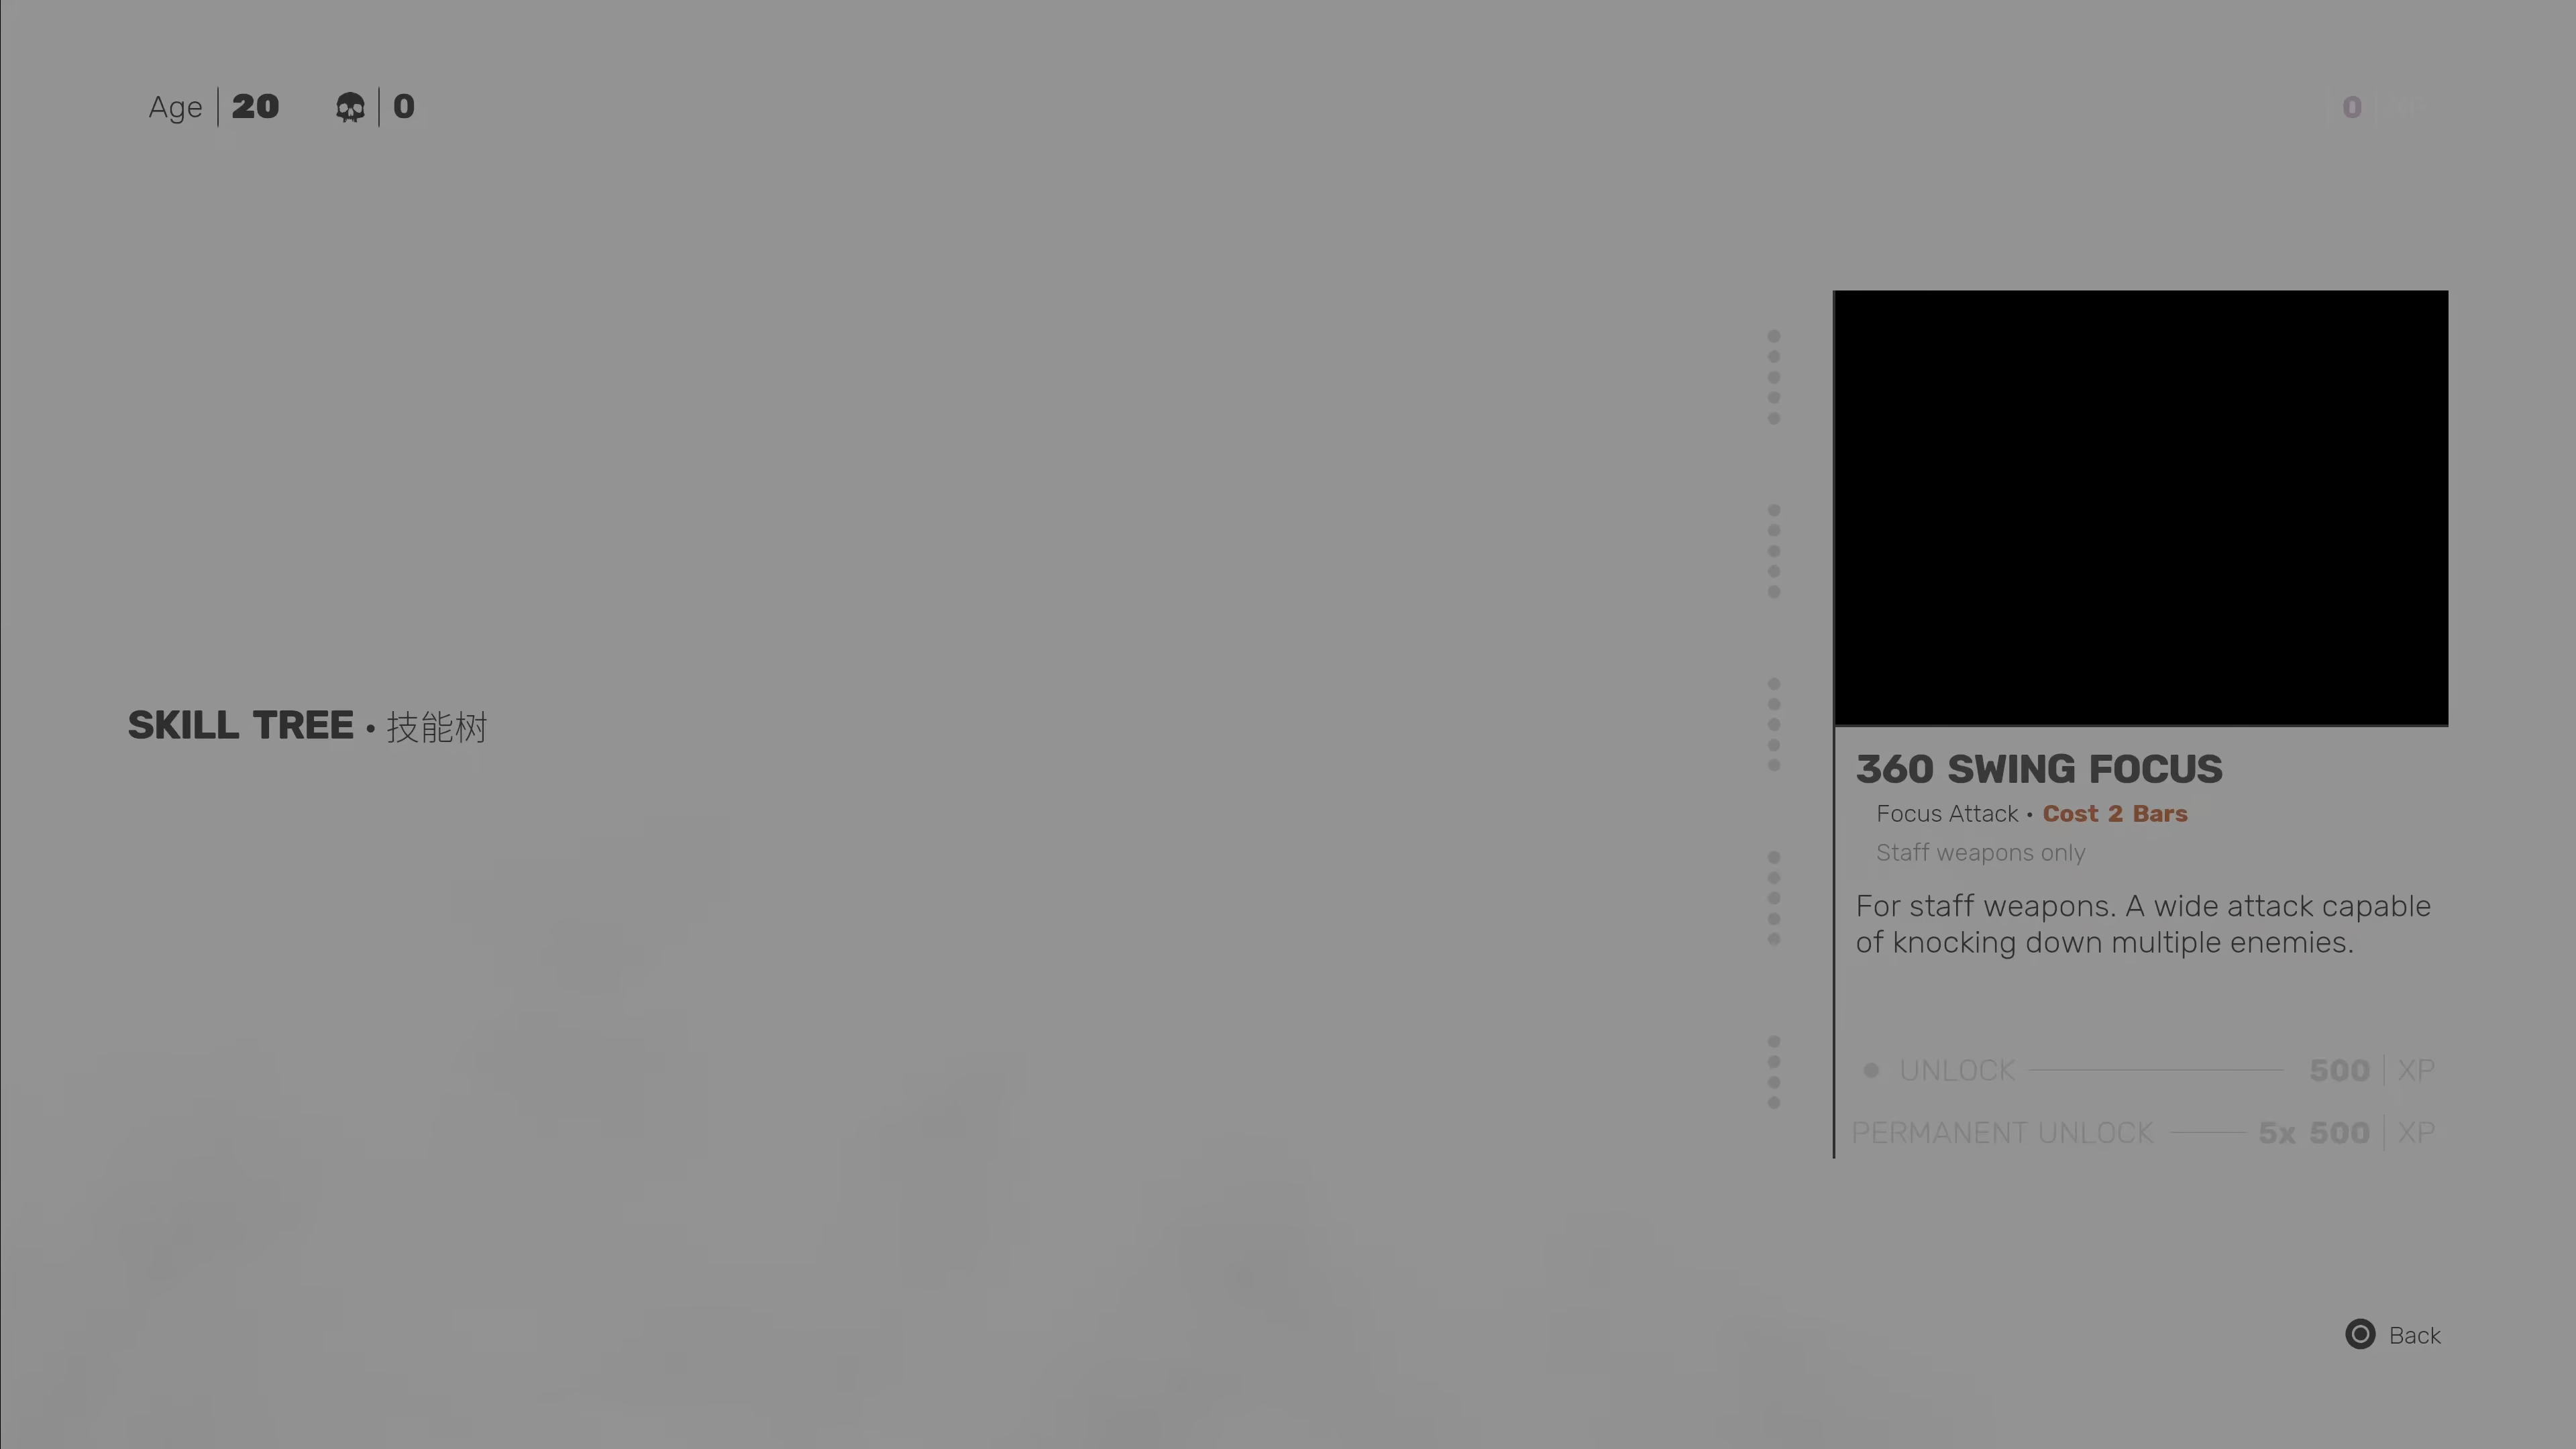 Age | 20 0
0
SKILL TREE • 技能树
360 SWING FOCUS
Focus Attack • Cost 2 Bars
Staff weapons only
For staff weapons. A wide attack capable
of knocking down multiple enemies.
UNLOCK 500 | XP
PERMANENT UNLOCK 5x 500 | XP
Back